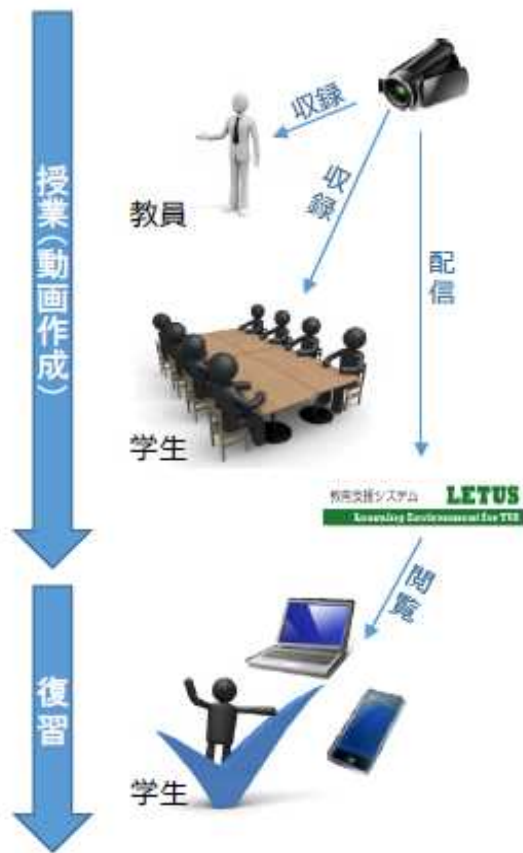 授業(動画作成)
収録
収録
教員
配信
学生
教育支援システム LETUS
Learning Environment for TUS
閲覧
復習
学生